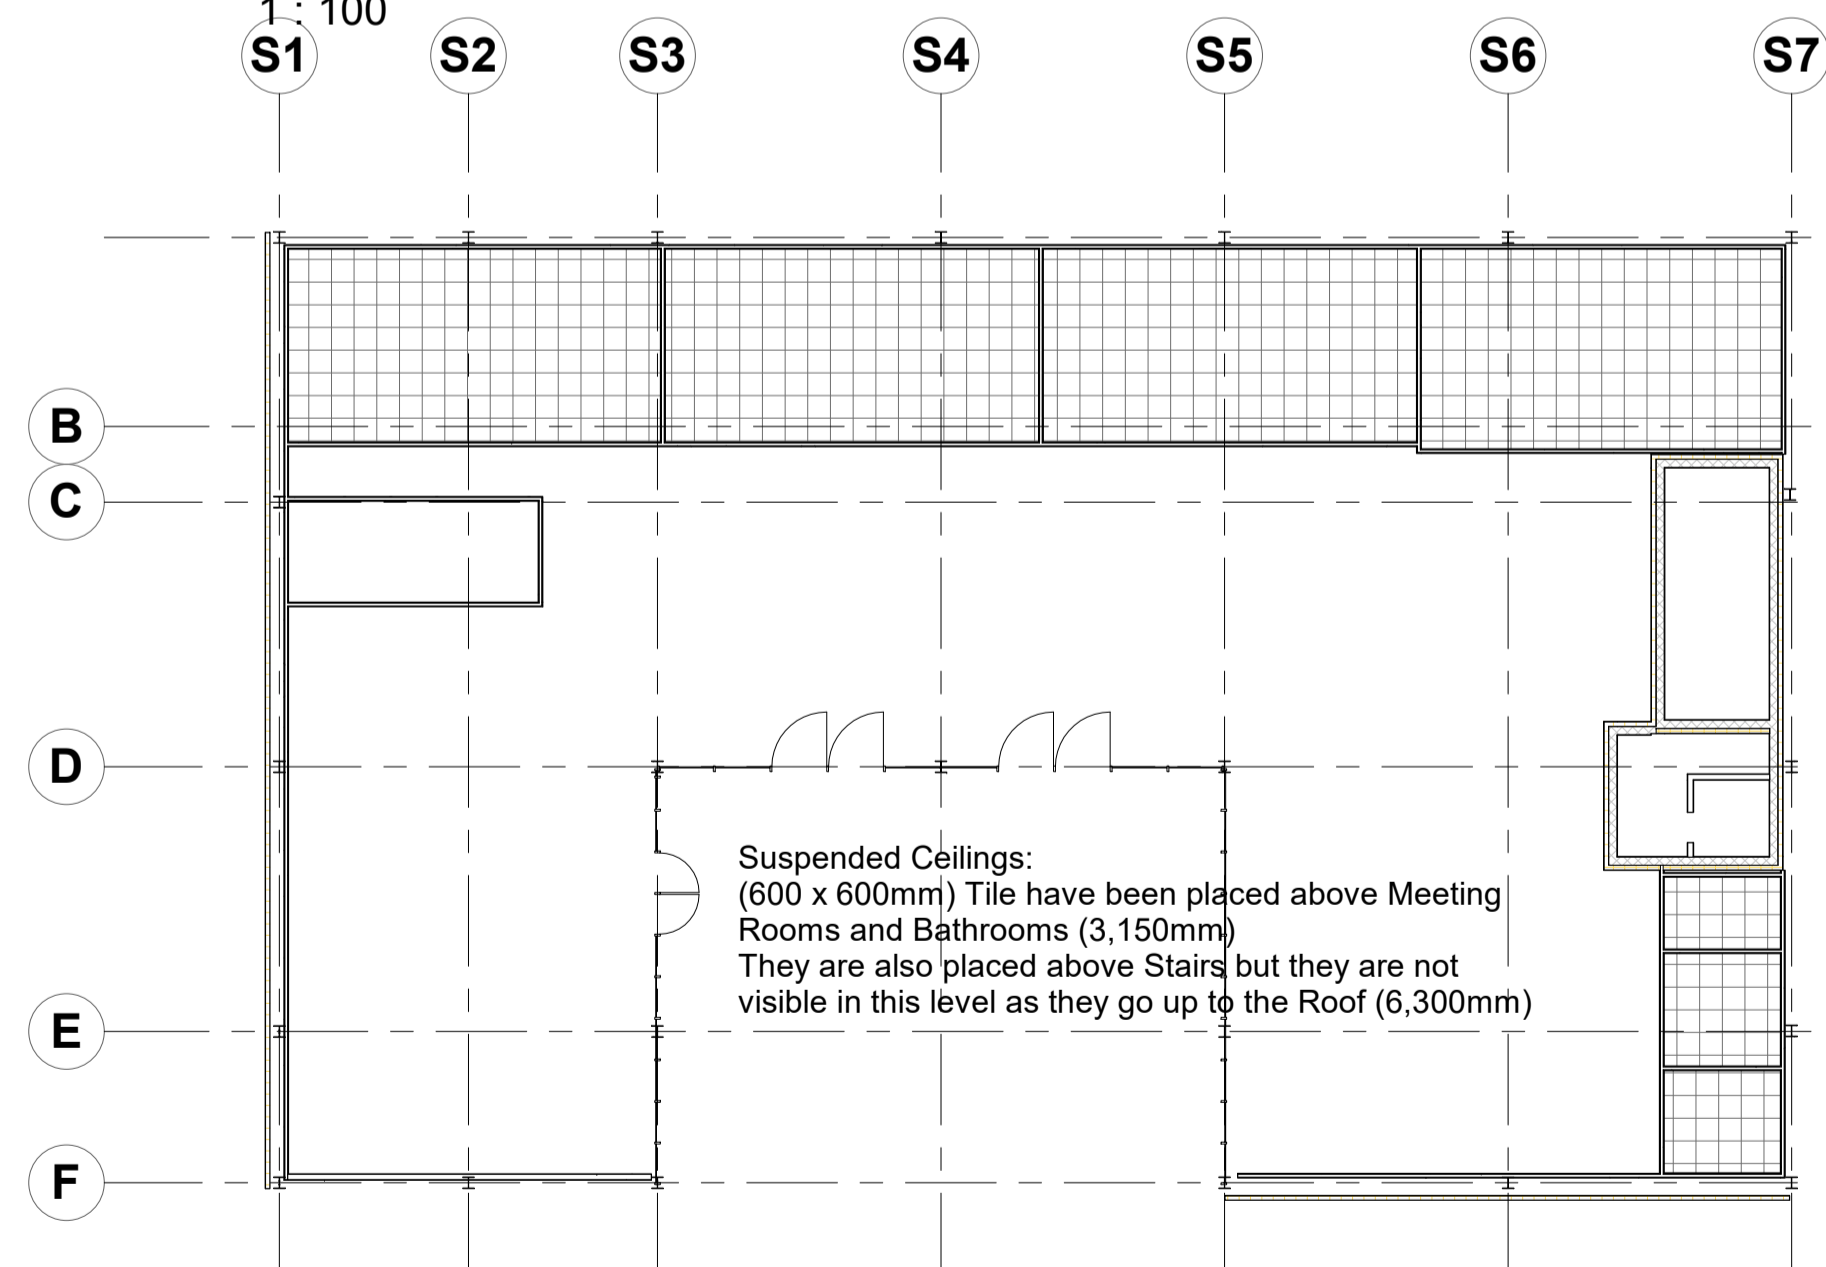 1 : 100
S1 S2 S3 S4 S5 S6 S7
B
C
D
Suspended Ceilings:
(600 x 600mm) Tile have been placed above Meeting
Rooms and Bathrooms (3,150mm)
They are also placed above Stairs but they are not
visible in this level as they go up to the Roof (6,300mm)
E
F